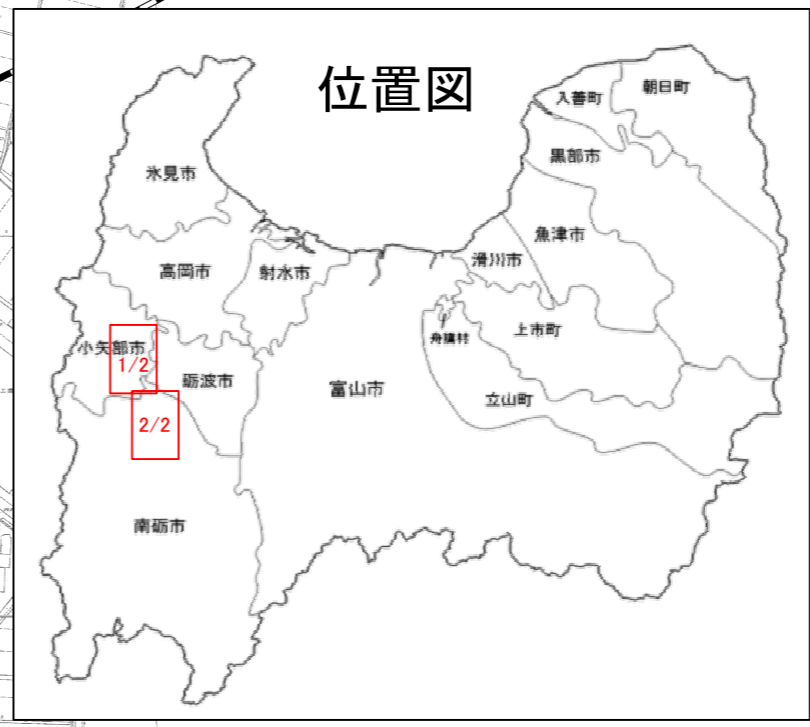 位置図
入善町
朝日町
黒部市
氷見市
魚津市
滑川市
高岡市
射水市
上市町
舟橋村
小矢部市
1/2
砺波市
富山市
立山町
2/2
南砺市